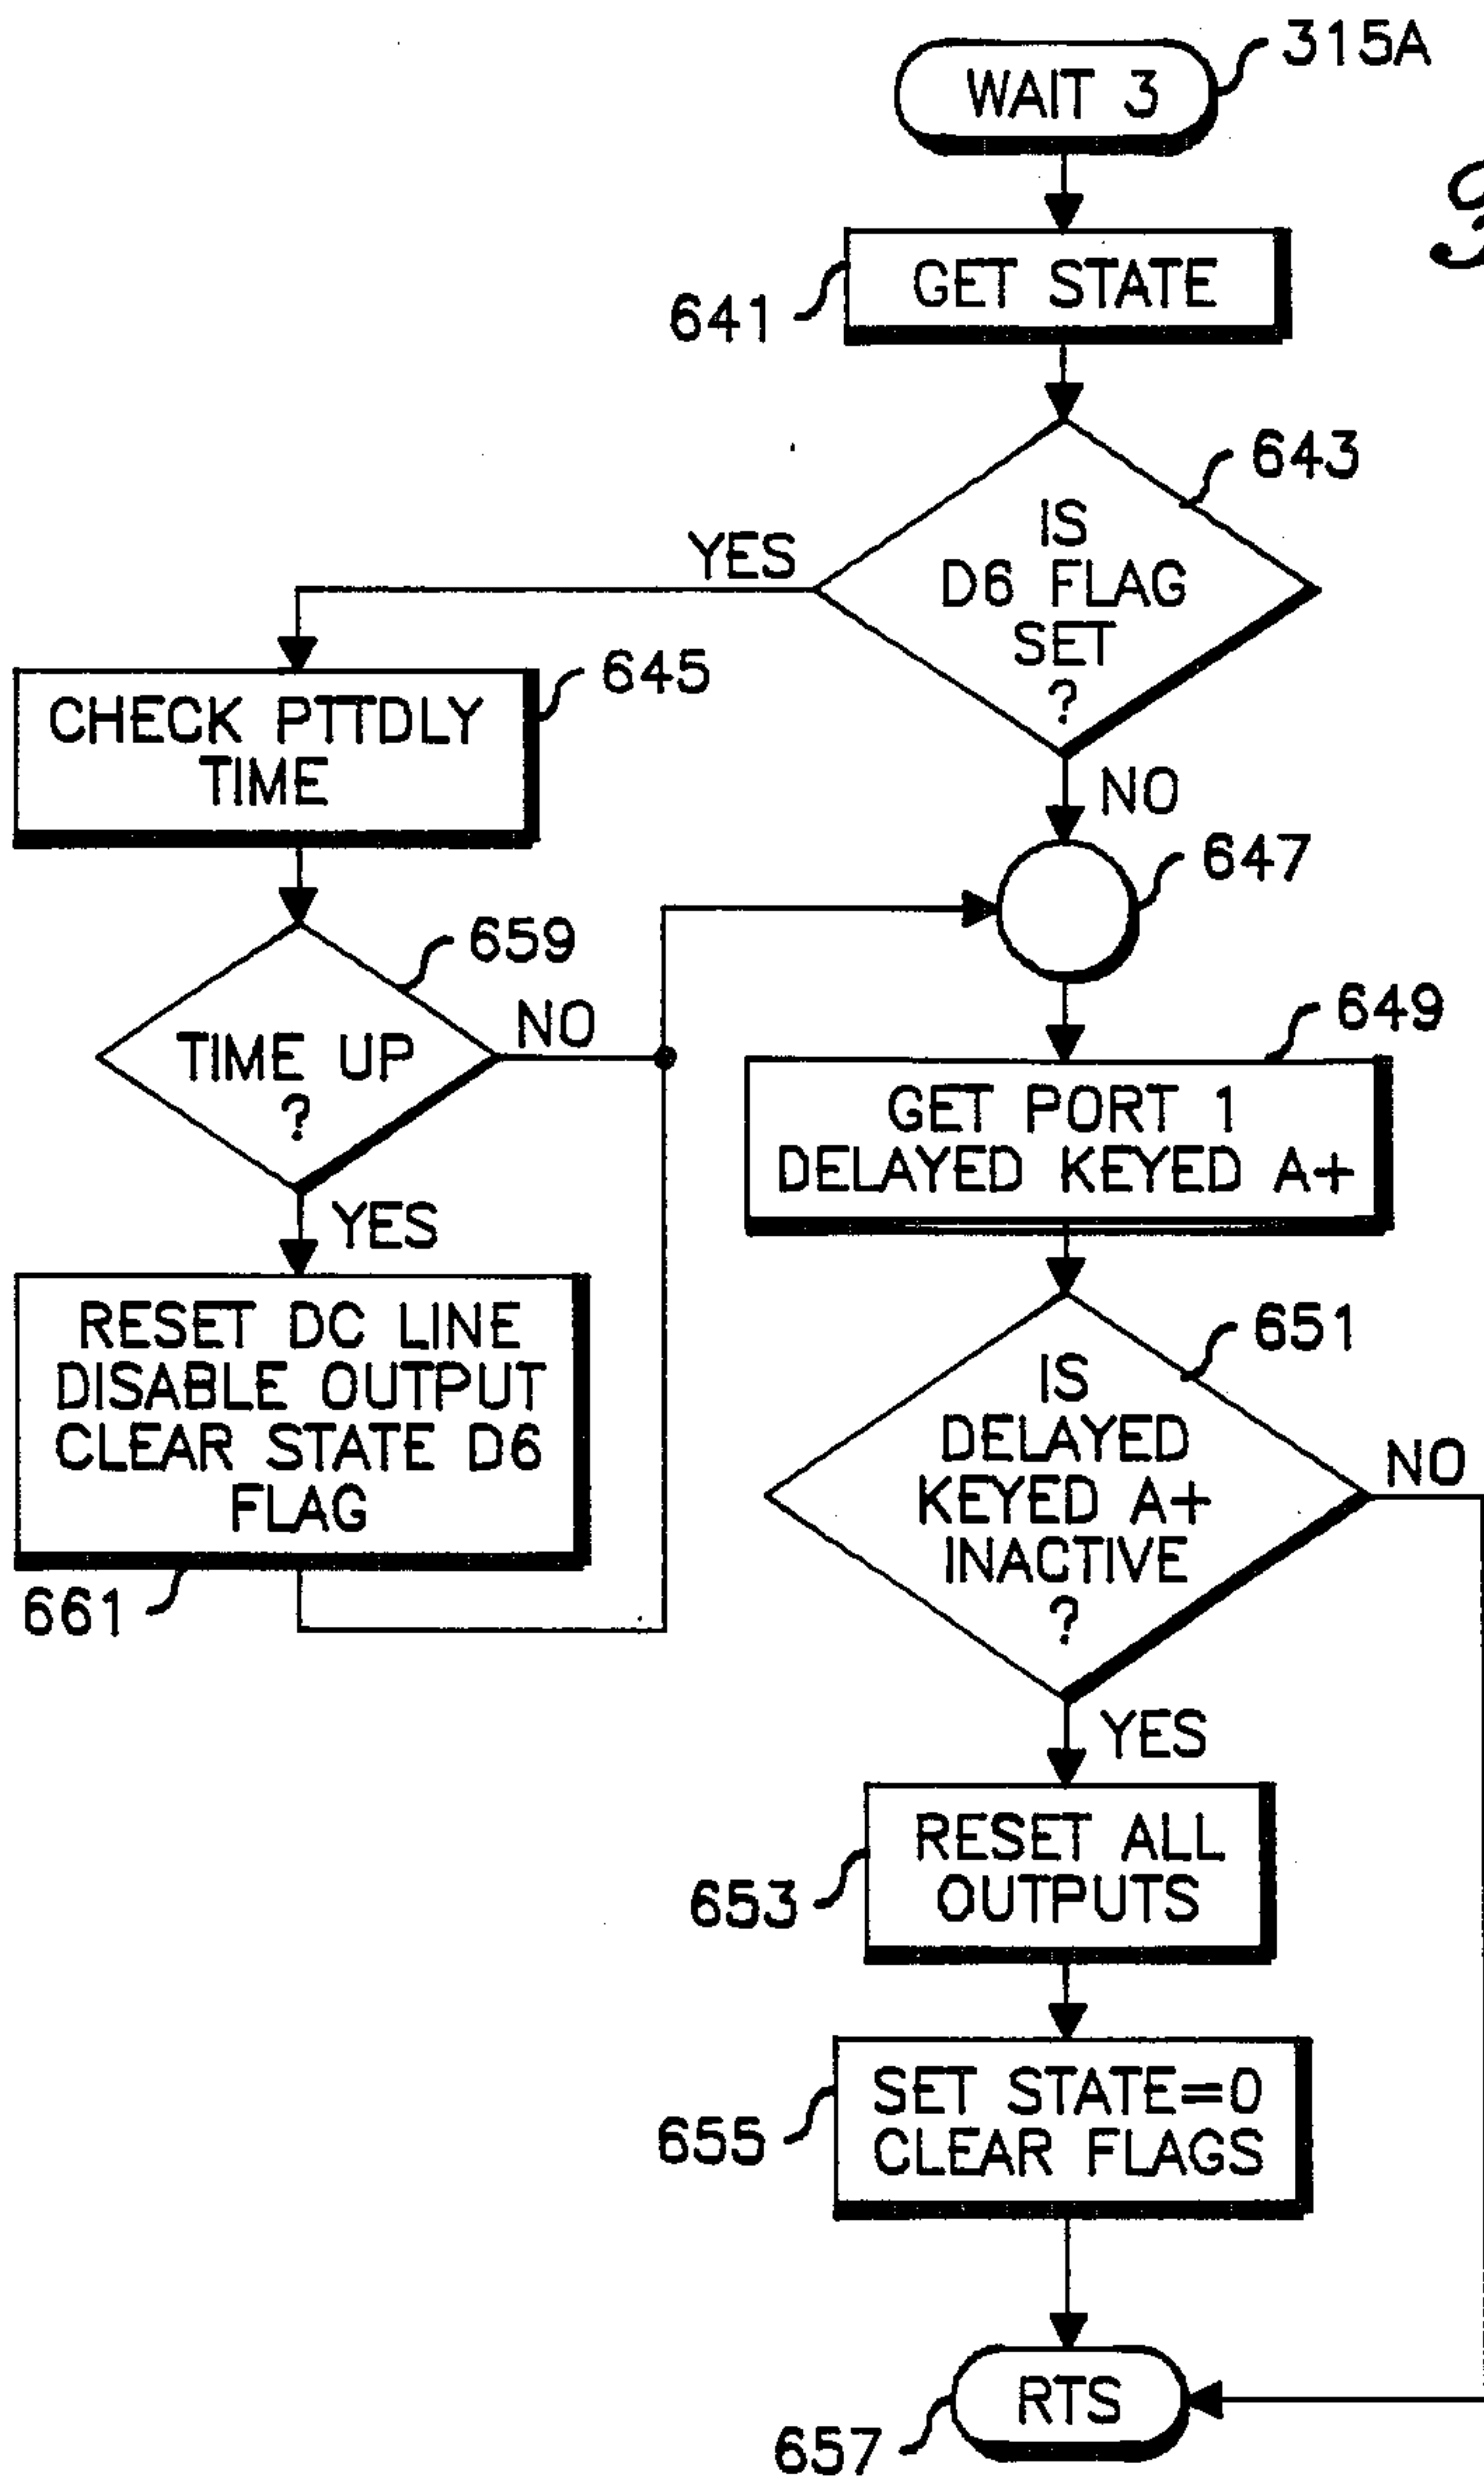 WAIT 3
315A
GET STATE
641
IS
D6 FLAG
SET
?
643
YES
NO
CHECK PTTDLY
TIME
645
647
TIME UP
?
659
NO
YES
GET PORT 1
DELAYED KEYED A+
649
RESET DC LINE
DISABLE OUTPUT
CLEAR STATE D6
FLAG
661
IS
DELAYED
KEYED A+
INACTIVE
?
651
NO
YES
RESET ALL
OUTPUTS
653
SET STATE=0
CLEAR FLAGS
655
RTS
657